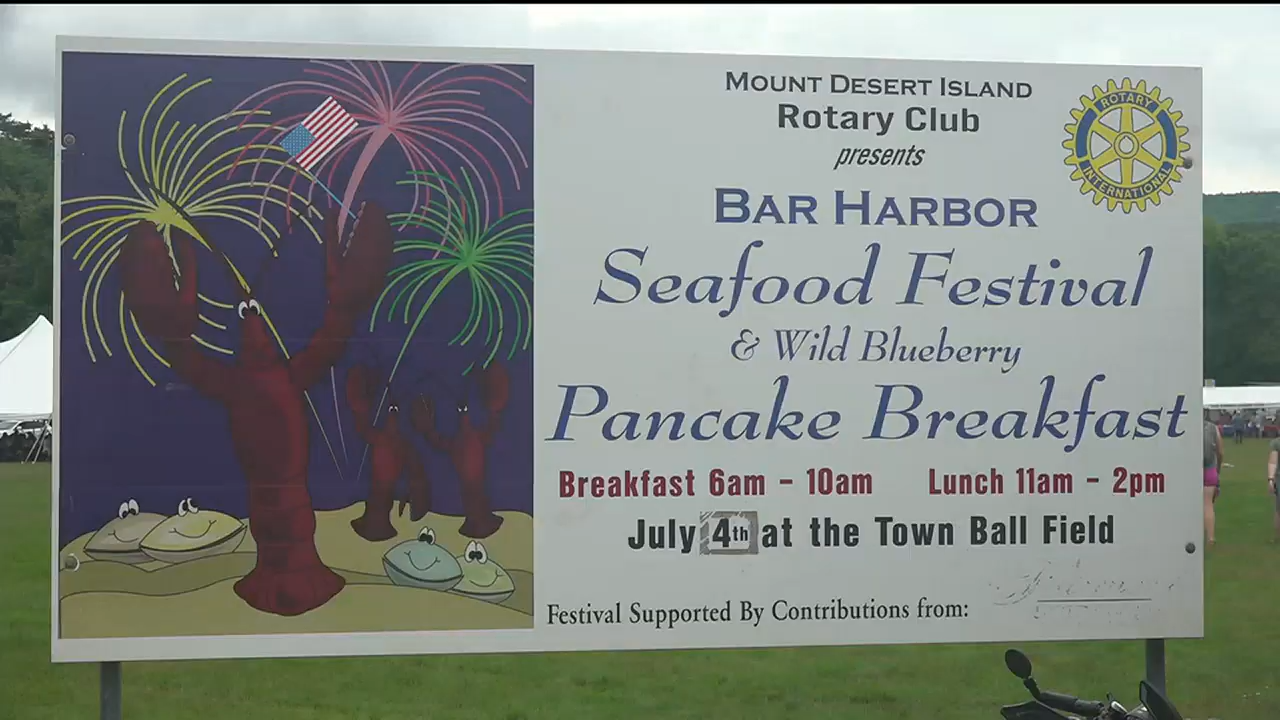 MOUNT DESERT ISLAND
Rotary Club
presents
ROTARY
INTERNATIONAL
BAR HARBOR
Seafood Festival
& Wild Blueberry
Pancake Breakfast
Breakfast 6am - 10am Lunch 11am - 2pm
July 4th at the Town Ball Field
Festival Supported By Contributions from: